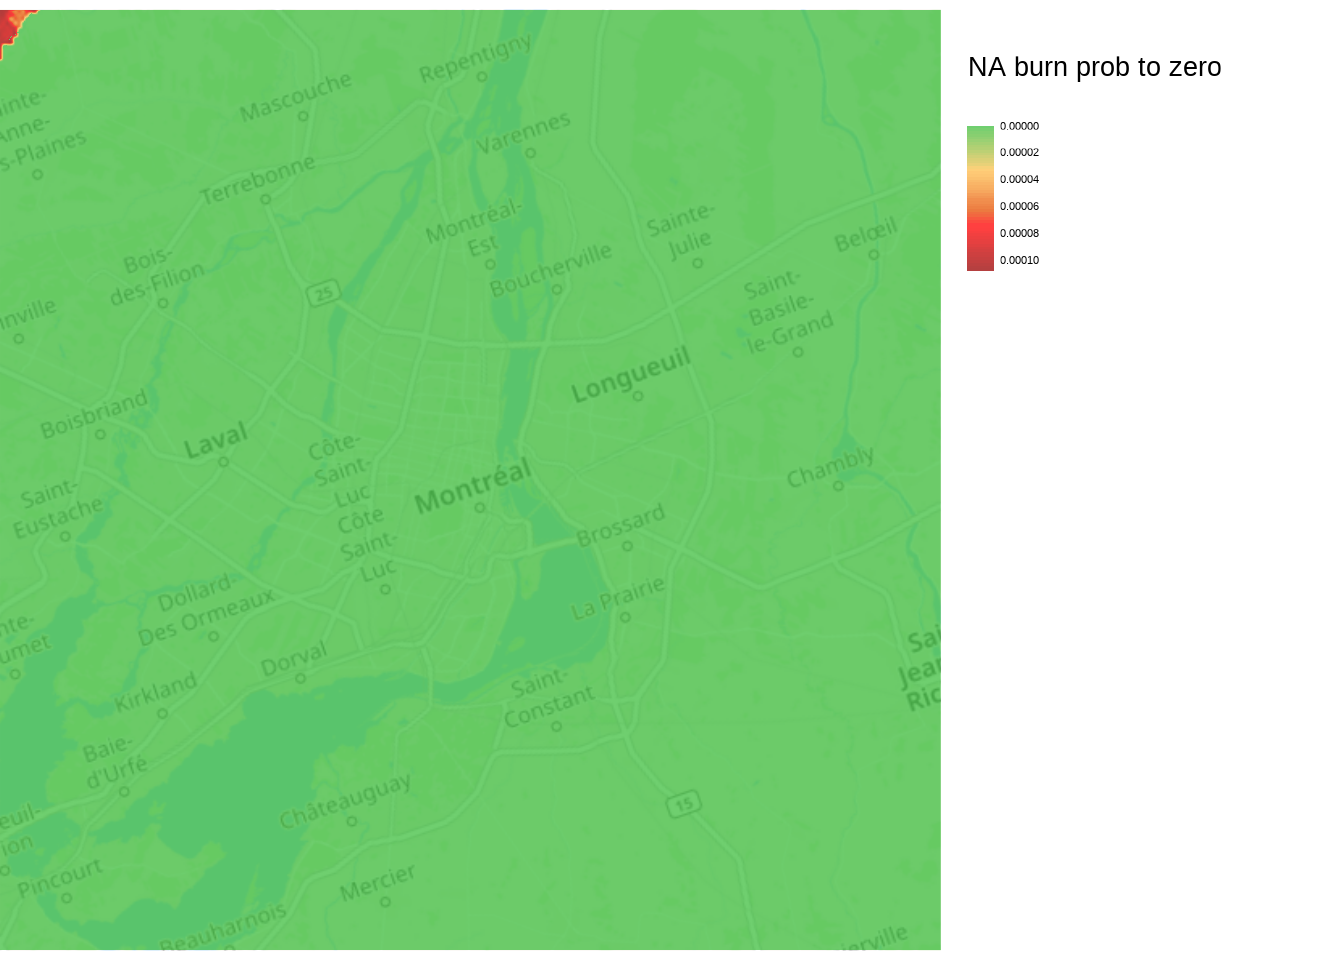 NA burn prob to zero
0.00000
0.00002
0.00004
0.00006
0.00008
0.00010
Repentigny
Mascouche
inte-
Anne-
s-Plaines
Varennes
Terrebonne
Montréal-
Est
Sainte-
Julie
Belœil
Bois-
des-Filion
Boucherville
25
Saint-
Basile-
le-Grand
inville
Longueuil
Boisbriand
Laval
Côte-
Saint-
Luc
Côte
Saint-
Luc
Montréal
Chambly
Saint-
Eustache
Brossard
Dollard-
Des Ormeaux
La Prairie
nte-
umet
Sai
Jean
Ric
Dorval
Kirkland
Saint-
Constant
Baie-
d'Urfé
Châteauguay
15
euil-
ion
Pincourt
Mercier
Beauharnois
ierville